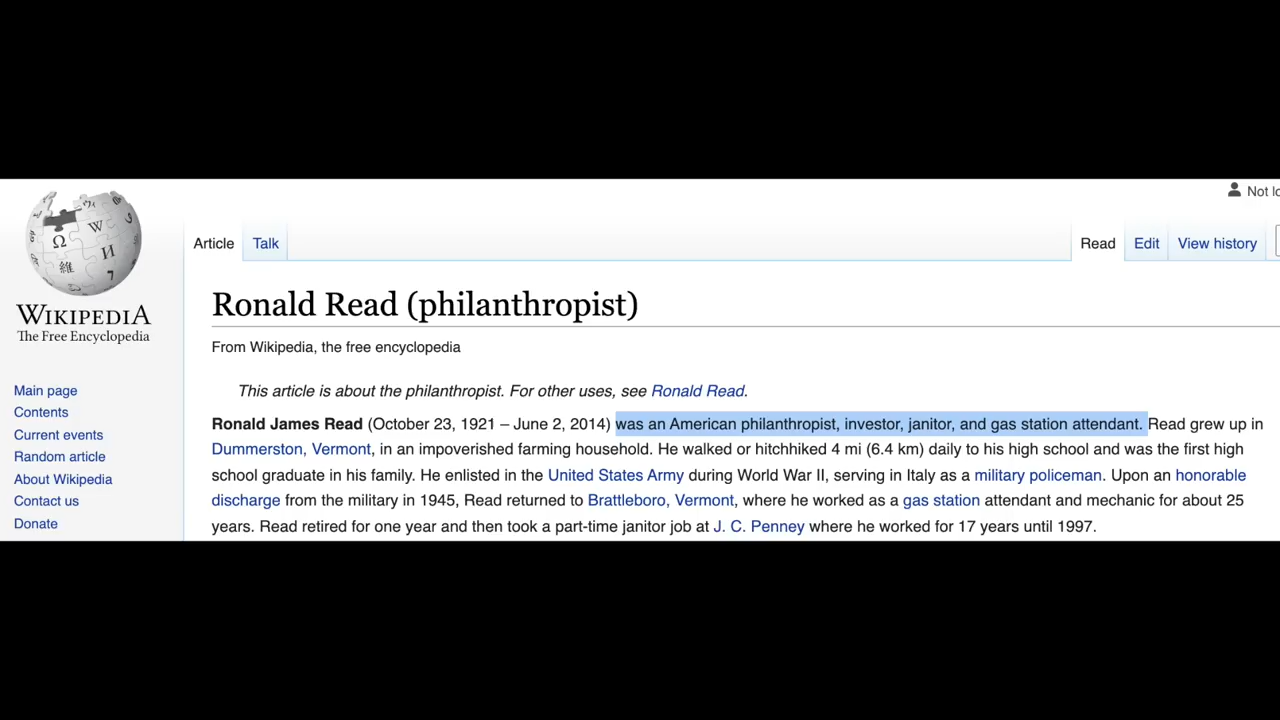 Not lo
Article Talk Read Edit View history
Ronald Read (philanthropist)
WIKIPEDIA
The Free Encyclopedia
From Wikipedia, the free encyclopedia
This article is about the philanthropist. For other uses, see Ronald Read.
Ronald James Read (October 23, 1921 – June 2, 2014) was an American philanthropist, investor, janitor, and gas station attendant. Read grew up in
Dummerston, Vermont, in an impoverished farming household. He walked or hitchhiked 4 mi (6.4 km) daily to his high school and was the first high
school graduate in his family. He enlisted in the United States Army during World War II, serving in Italy as a military policeman. Upon an honorable
discharge from the military in 1945, Read returned to Brattleboro, Vermont, where he worked as a gas station attendant and mechanic for about 25
years. Read retired for one year and then took a part-time janitor job at J. C. Penney where he worked for 17 years until 1997.
Main page
Contents
Current events
Random article
About Wikipedia
Contact us
Donate